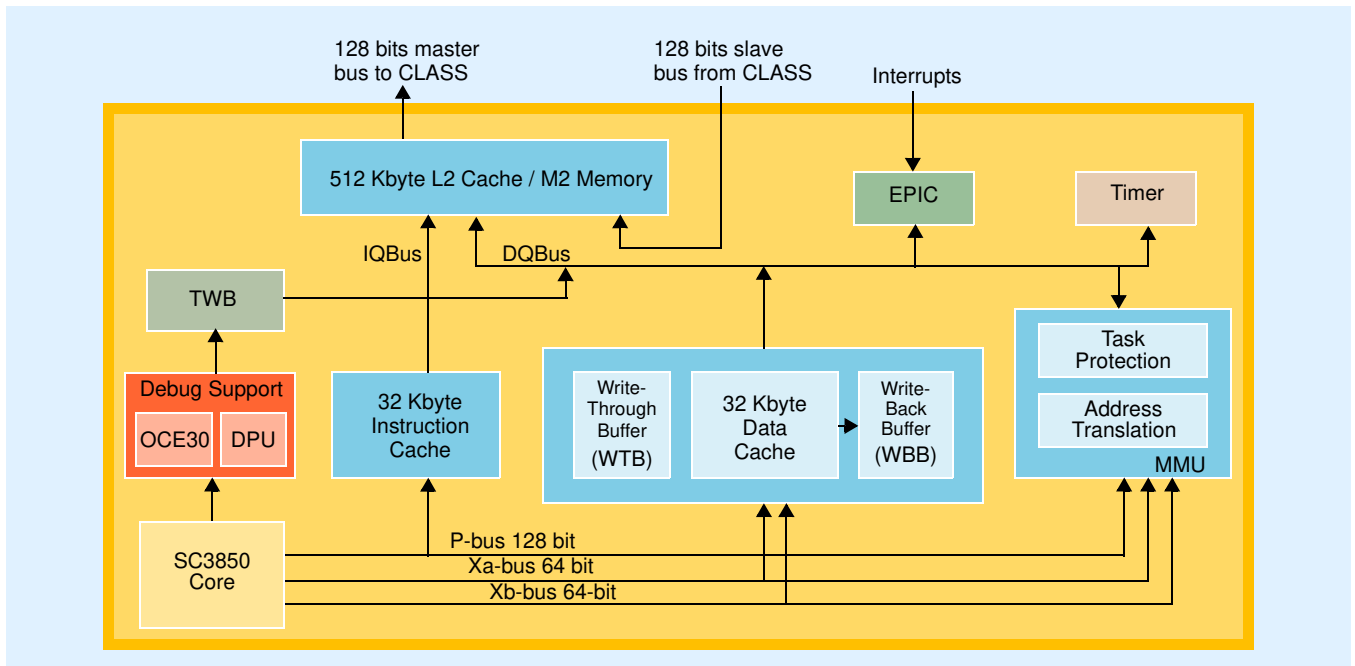 128 bits master
bus to CLASS
128 bits slave
bus from CLASS
Interrupts
512 Kbyte L2 Cache / M2 Memory
EPIC
Timer
IQBus
DQBus
TWB
Debug Support
OCE30
DPU
32 Kbyte
Instruction
Cache
Write-
Through
Buffer
(WTB)
32 Kbyte
Data
Cache
Write-
Back
Buffer
(WBB)
Task
Protection
Address
Translation
MMU
SC3850
Core
P-bus 128 bit
Xa-bus 64 bit
Xb-bus 64-bit